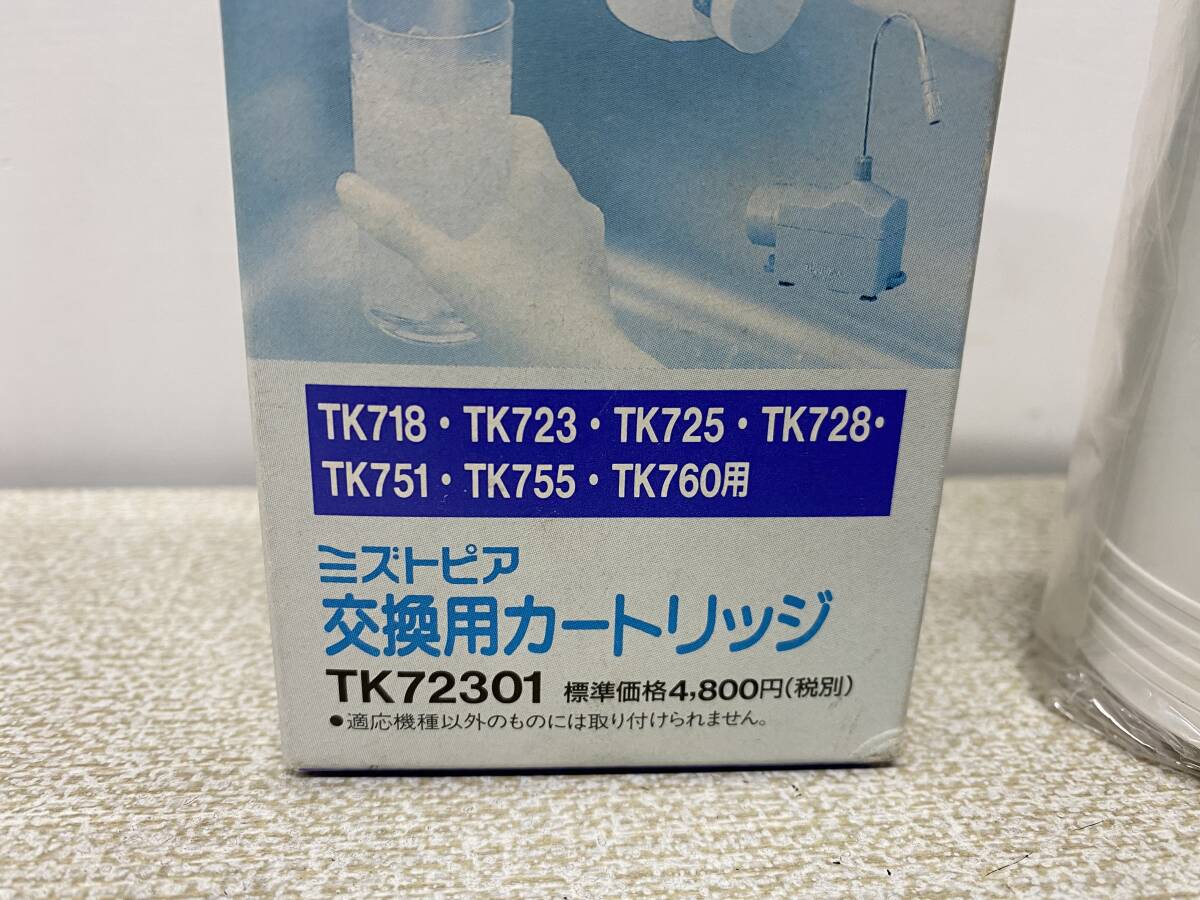 TK718・TK723・TK725・TK728・
TK751・TK755・TK760用
ミズトピア
交換用カートリッジ
TK72301 標準価格4,800円(税別)
●適応機種以外のものには取り付けられません。